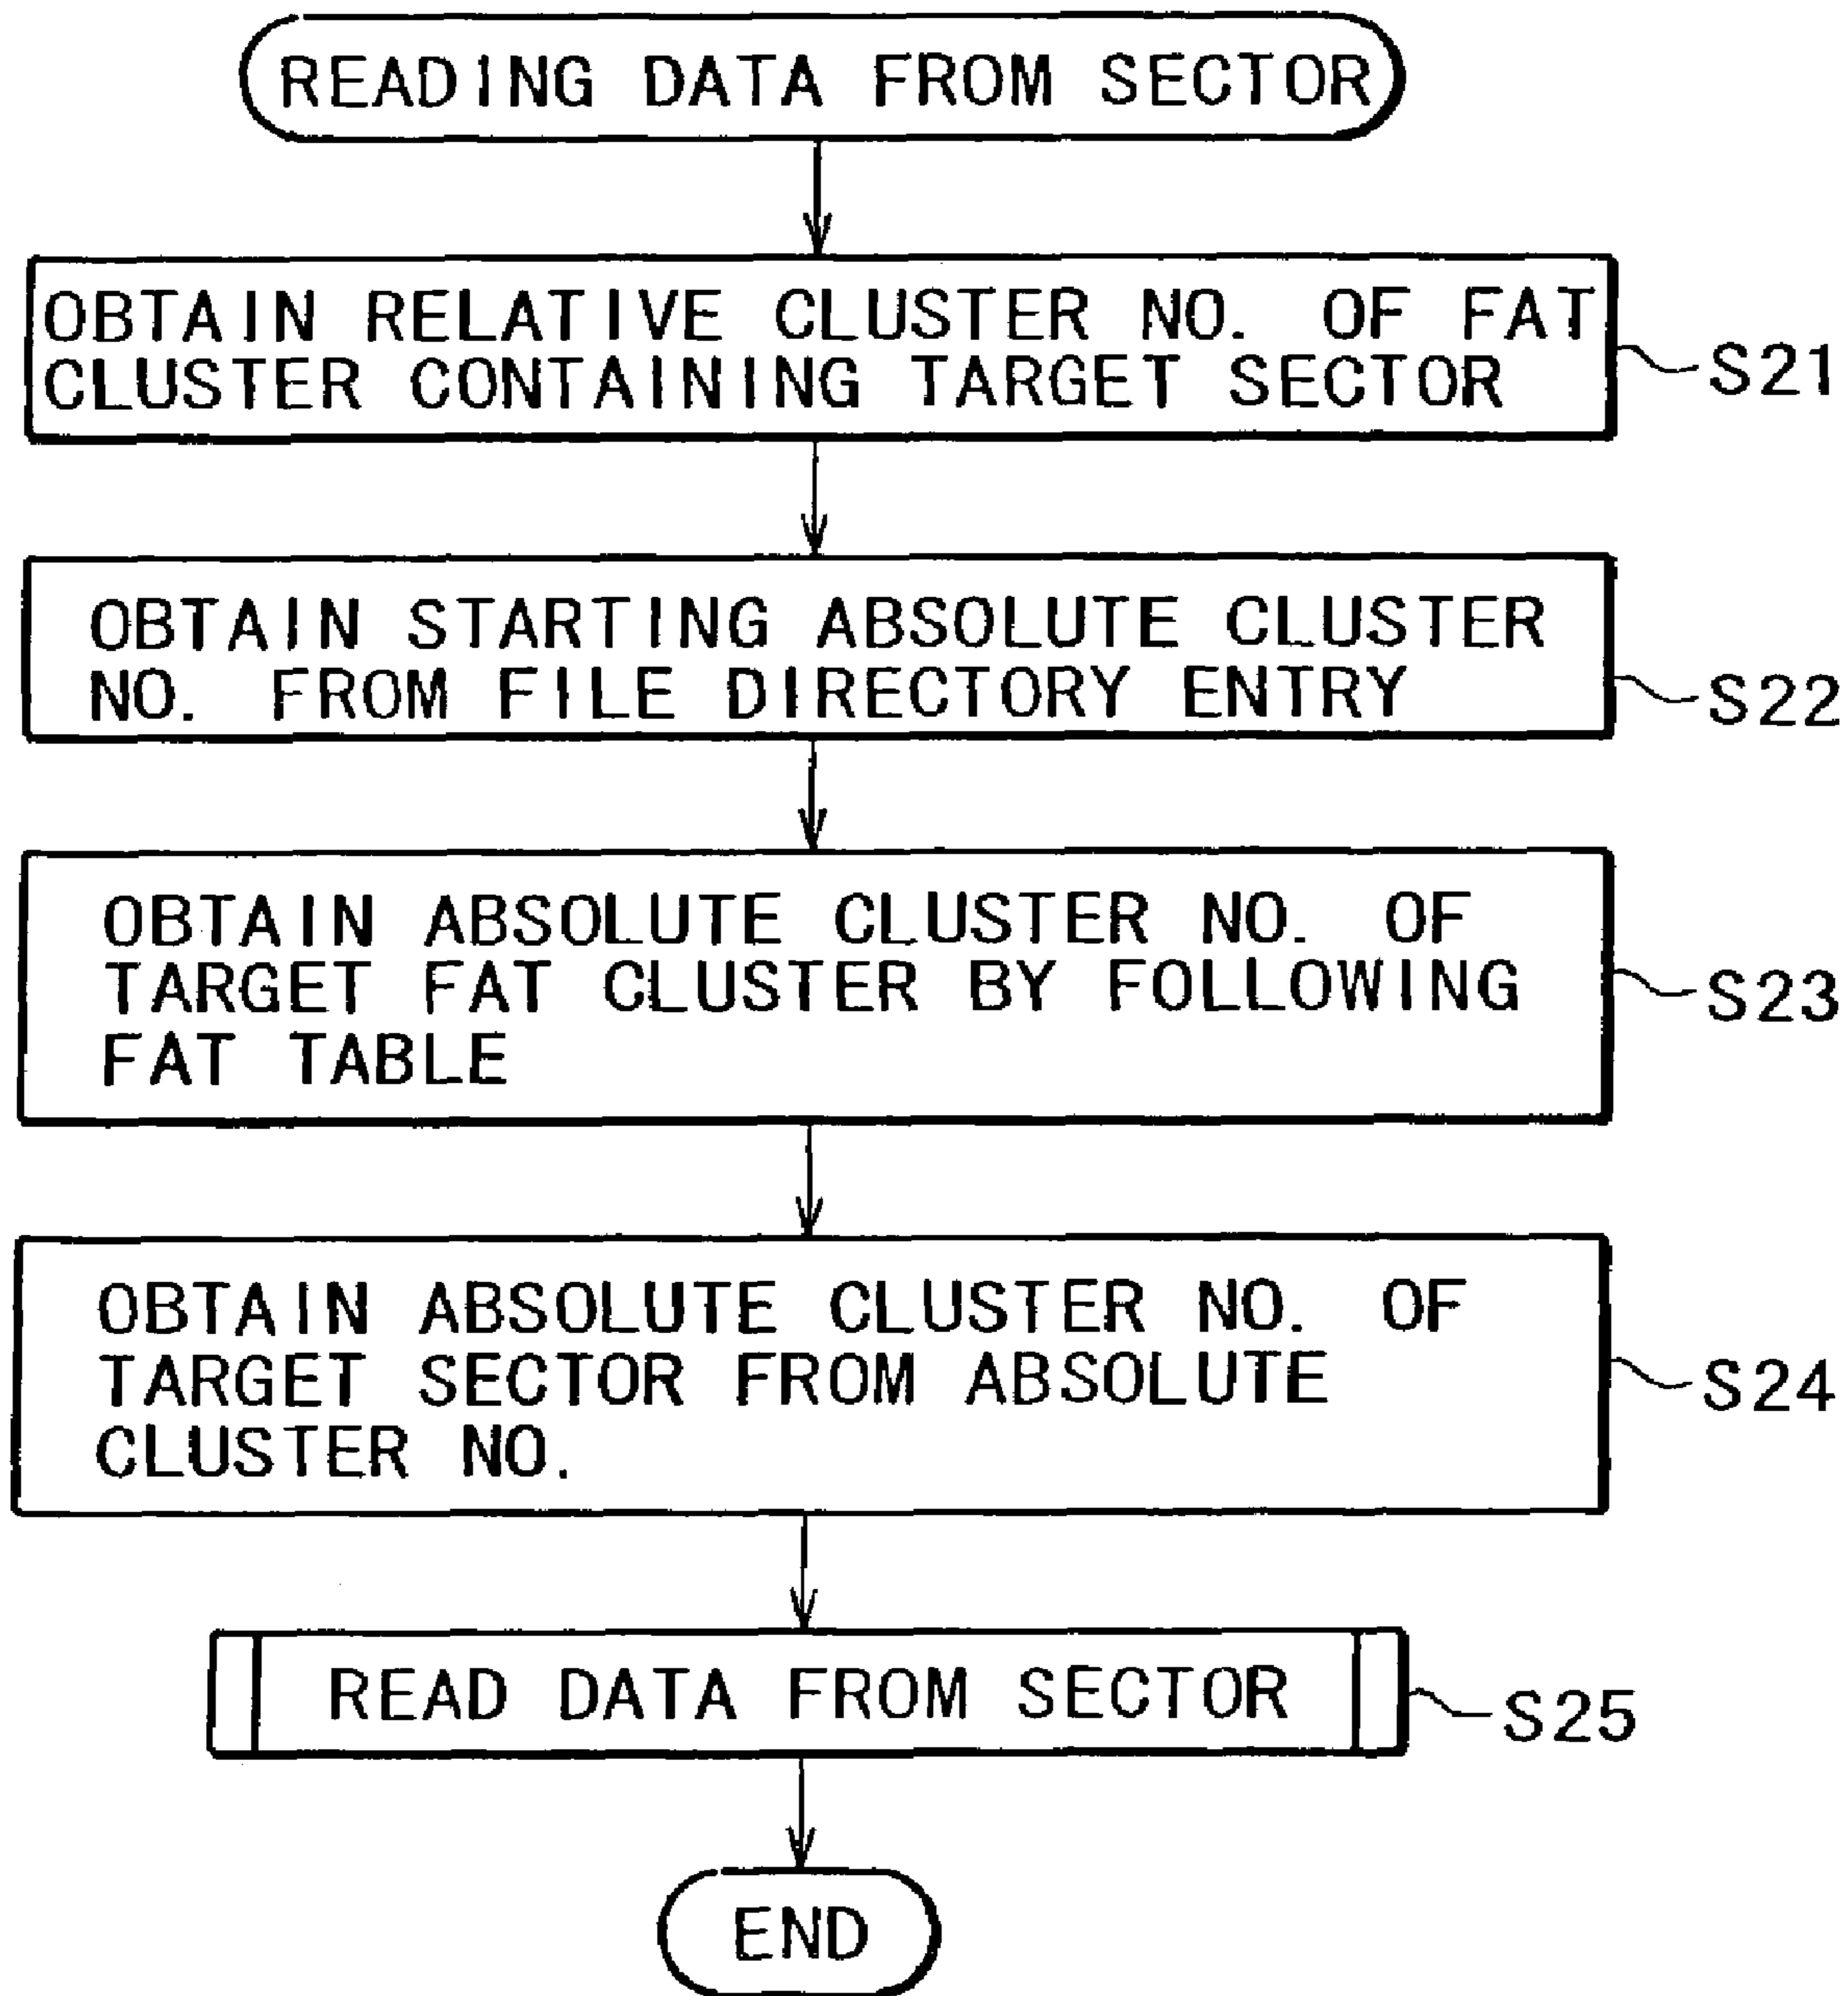 READING DATA FROM SECTOR
OBTAIN RELATIVE CLUSTER NO. OF FAT
CLUSTER CONTAINING TARGET SECTOR
S21
OBTAIN STARTING ABSOLUTE CLUSTER
NO. FROM FILE DIRECTORY ENTRY
S22
OBTAIN ABSOLUTE CLUSTER NO. OF
TARGET FAT CLUSTER BY FOLLOWING
FAT TABLE
S23
OBTAIN ABSOLUTE CLUSTER NO. OF
TARGET SECTOR FROM ABSOLUTE
CLUSTER NO.
S24
READ DATA FROM SECTOR
S25
END